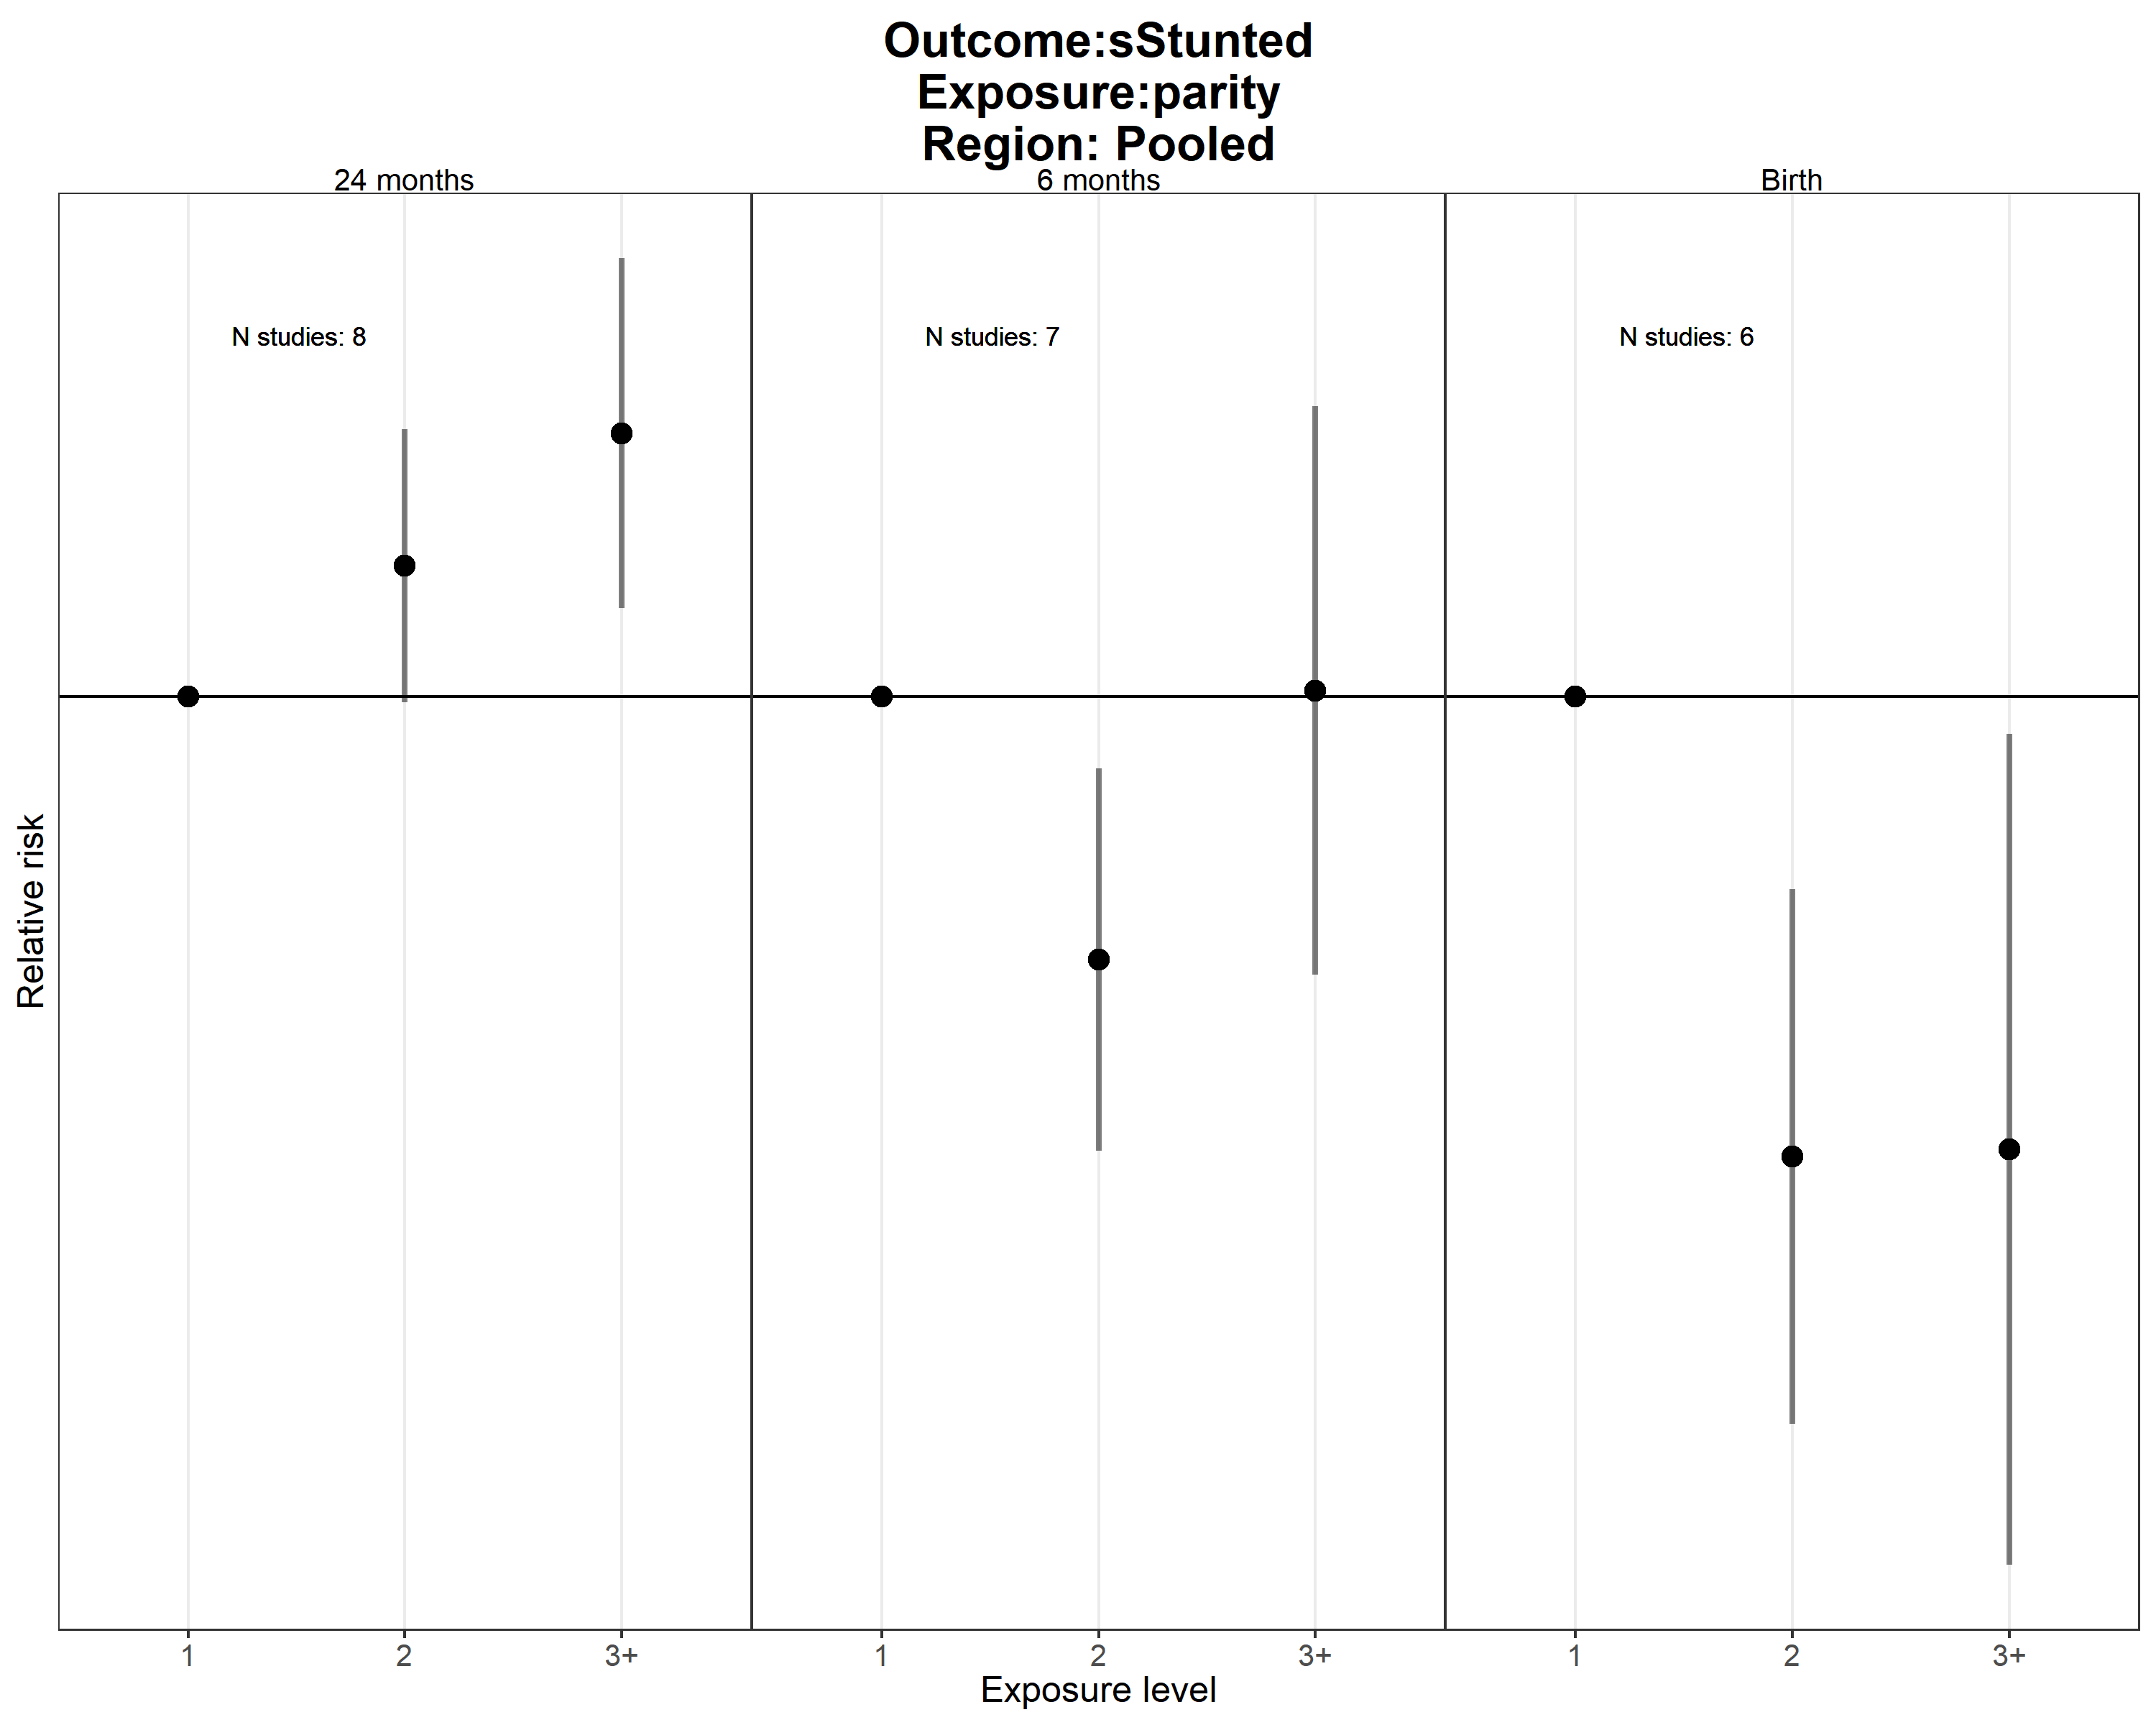 Outcome:sStunted
Exposure:parity
Region: Pooled
24 months
6 months
Birth
N studies: 8
N studies: 7
N studies: 6
Relative risk
1
2
3+
1
2
3+
1
2
3+
Exposure level